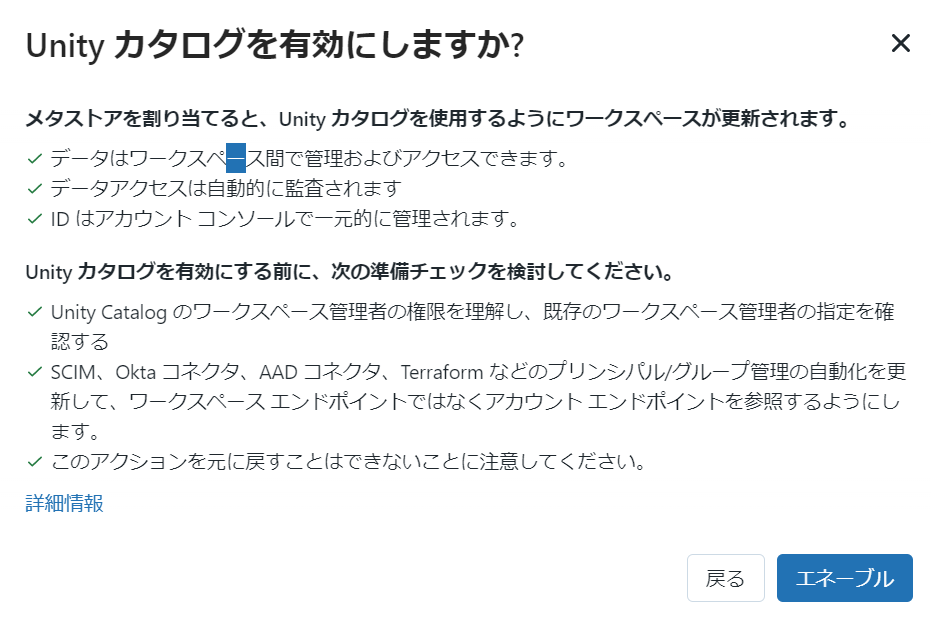 Unity カタログを有効にしますか?
メタストアを割り当てると、Unity カタログを使用するようにワークスペースが更新されます。
データはワークスペース間で管理およびアクセスできます。
データアクセスは自動的に監査されます
ID はアカウント コンソールで一元的に管理されます。
Unity カタログを有効にする前に、次の準備チェックを検討してください。
Unity Catalog のワークスペース管理者の権限を理解し、既存のワークスペース管理者の指定を確
認する
SCIM、Okta コネクタ、AAD コネクタ、Terraform などのプリンシパル/グループ管理の自動化を更
新して、ワークスペース エンドポイントではなくアカウント エンドポイントを参照するようにし
ます。
このアクションを元に戻すことはできないことに注意してください。
詳細情報
戻る
エネーブル